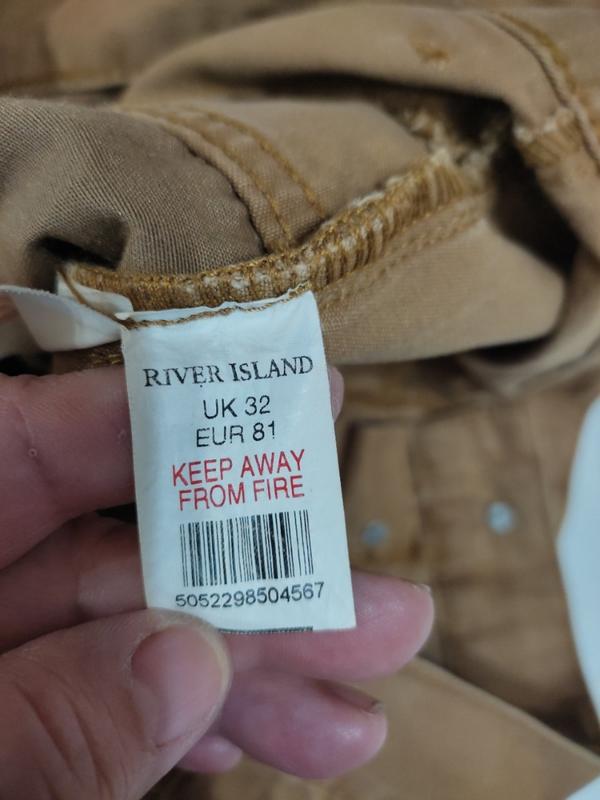 RIVER ISLAND
UK 32
EUR 81
KEEP AWAY
FROM FIRE
5052298504567